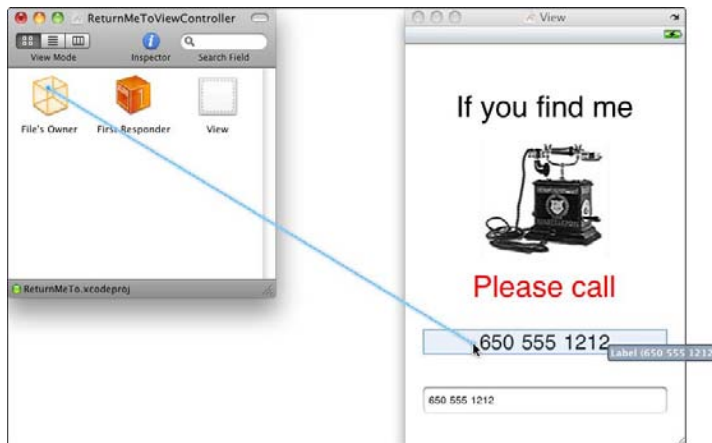 ReturnMeToViewController
View Mode
Inspector
Search Field
File's Owner
First Responder
View
ReturnMeTo.xcodeproj
View
If you find me
Please call
650 555 1212
Label (650 555 1212
650 555 1212